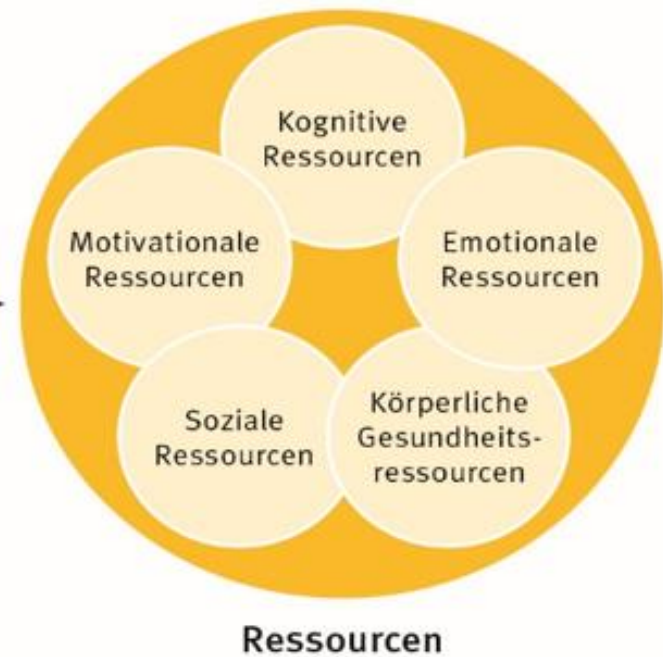 Kognitive
Ressourcen
Motivationale
Ressourcen
Emotionale
Ressourcen
Soziale
Ressourcen
Körperliche
Gesundheits-
ressourcen
Ressourcen